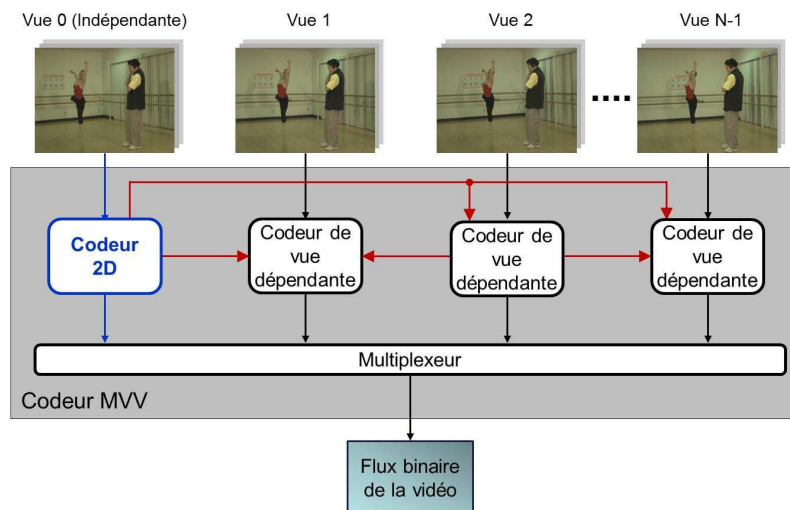 Vue 0 (Indépendante)
Vue 1
Vue 2
Vue N-1
....
Codeur
2D
Codeur de
vue
dépendante
Codeur de
vue
dépendante
Codeur de
vue
dépendante
Multiplexeur
Codeur MVV
Flux binaire
de la vidéo